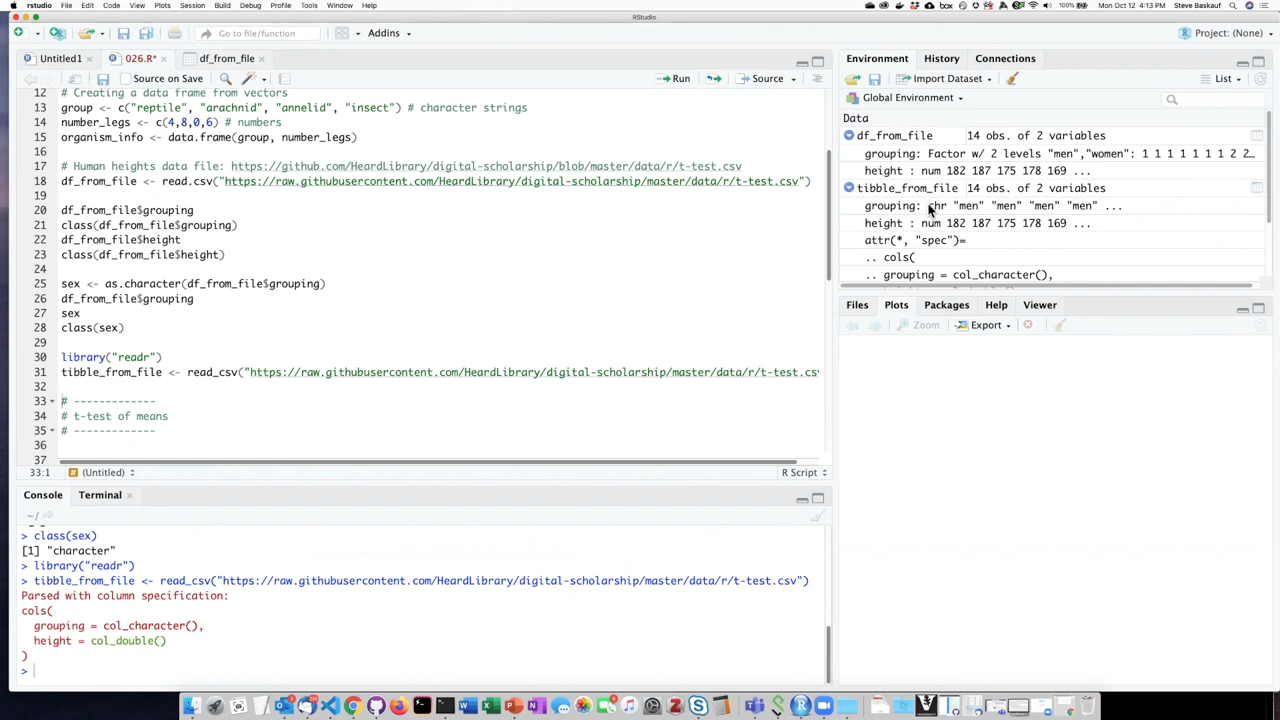 rstudio File Edit Code View Plots Session Build Debug Profile Tools Window Help box 100% Mon Oct 12 4:13 PM Steve Baskauf
RStudio
Go to file/function Addins Project: (None)
Untitled1 026.R* df_from_file
Source on Save Run Source
12 # Creating a data frame from vectors
13 group <- c("reptile", "arachnid", "annelid", "insect") # character strings
14 number_legs <- c(4,8,0,6) # numbers
15 organism_info <- data.frame(group, number_legs)
16
17 # Human heights data file: https://github.com/HeardLibrary/digital-scholarship/blob/master/data/r/t-test.csv
18 df_from_file <- read.csv("https://raw.githubusercontent.com/HeardLibrary/digital-scholarship/master/data/r/t-test.csv")
19
20 df_from_file$grouping
21 class(df_from_file$grouping)
22 df_from_file$height
23 class(df_from_file$height)
24
25 sex <- as.character(df_from_file$grouping)
26 df_from_file$grouping
27 sex
28 class(sex)
29
30 library("readr")
31 tibble_from_file <- read_csv("https://raw.githubusercontent.com/HeardLibrary/digital-scholarship/master/data/r/t-test.csv
32
33 # -------------
34 # t-test of means
35 # -------------
36
37
33:1 (Untitled) R Script
Console Terminal
~/
> class(sex)
[1] "character"
> library("readr")
> tibble_from_file <- read_csv("https://raw.githubusercontent.com/HeardLibrary/digital-scholarship/master/data/r/t-test.csv")
Parsed with column specification:
cols(
grouping = col_character(),
height = col_double()
)
>
Environment History Connections
Import Dataset List
Global Environment
Data
df_from_file 14 obs. of 2 variables
grouping: Factor w/ 2 levels "men","women": 1 1 1 1 1 1 1 2 2…
height : num 182 187 175 178 169 ...
tibble_from_file 14 obs. of 2 variables
grouping: chr "men" "men" "men" "men" ...
height : num 182 187 175 178 169 ...
attr(*, "spec")=
.. cols(
.. grouping = col_character(),
Files Plots Packages Help Viewer
Zoom Export